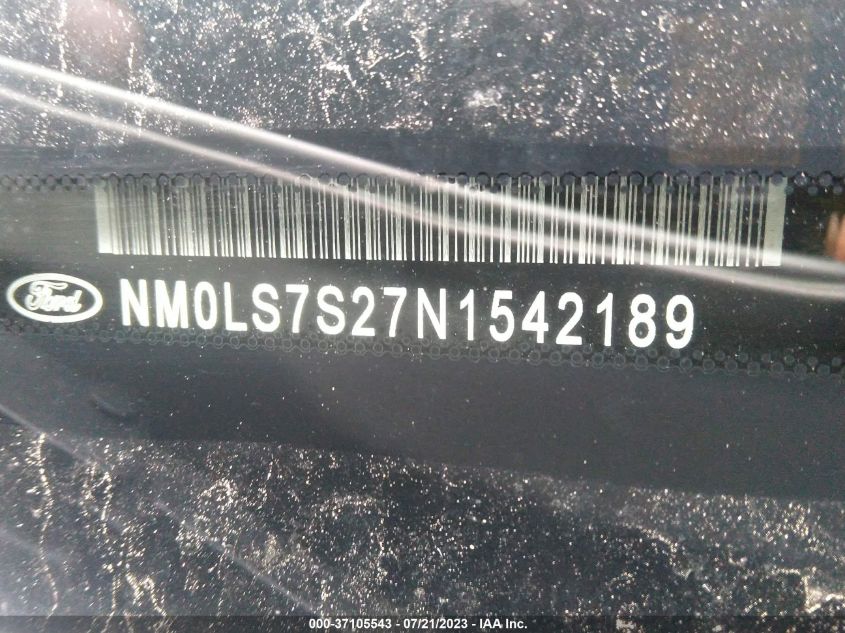 Ford
NM0LS7S27N1542189
000-37105543 - 07/21/2023 - IAA Inc.